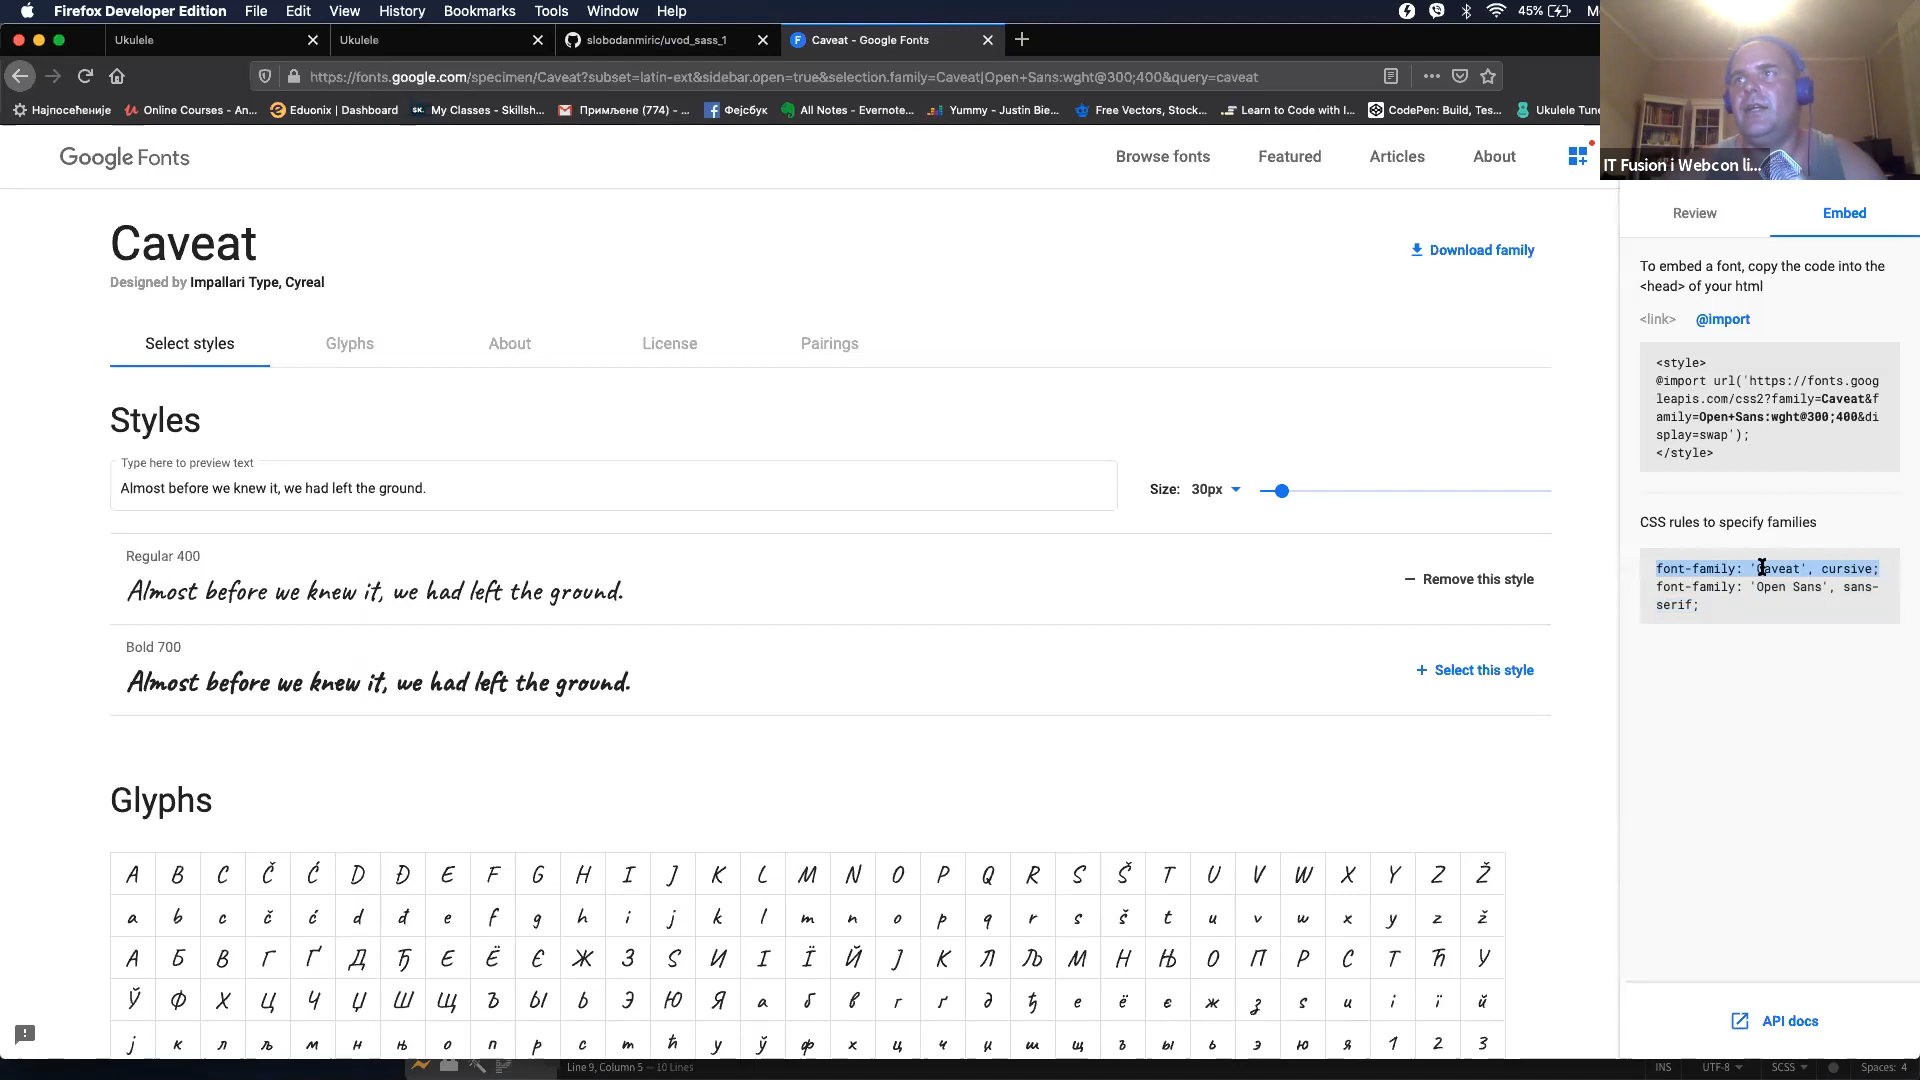 Firefox Developer Edition File Edit View History Bookmarks Tools Window Help 45%
Ukulele Ukulele slobodanmiric/uvod_sass_1 Caveat - Google Fonts
https://fonts.google.com/specimen/Caveat?subset=latin-ext&sidebar.open=true&selection.family=Caveat|Open+Sans:wght@300;400&query=caveat
Најпосећеније Online Courses - An... Eduonix | Dashboard My Classes - Skillsh... Примљене (774) - ... Фејсбук All Notes - Evernote... Yummy - Justin Bie... Free Vectors, Stock... Learn to Code with I... CodePen: Build, Tes... Ukulele Tune
IT Fusion i Webcon li...
Google Fonts
Browse fonts Featured Articles About
Review Embed
Caveat
Designed by Impallari Type, Cyreal
Download family
To embed a font, copy the code into the
<head> of your html
<link> @import
Select styles Glyphs About License Pairings
<style>
@import url('https://fonts.goog
leapis.com/css2?family=Caveat&f
amily=Open+Sans:wght@300;400&di
splay=swap');
</style>
Styles
Type here to preview text
Almost before we knew it, we had left the ground.
Size: 30px
CSS rules to specify families
font-family: 'Caveat', cursive;
font-family: 'Open Sans', sans-
serif;
Regular 400
Almost before we knew it, we had left the ground.
Remove this style
Bold 700
Almost before we knew it, we had left the ground.
Select this style
Glyphs
A B C Č Ć D Đ E F G H I J K L M N O P Q R S Š T U V W X Y Z Ž
a b c č ć d đ e f g h i j k l m n o p q r s š t u v w x y z ž
А Б В Г Ґ Д Ђ Е Ё Є Ж З Ѕ И І Ї Й Ј К Л Љ М Н Њ О П Р С Т Ћ У
Ў Ф Х Ц Ч Џ Ш Щ Ъ Ы Ь Э Ю Я а б в г ґ д ђ е ё є ж з ѕ и і ї й
ј к л љ м н њ о п р с т ћ у ў ф х ц ч џ ш щ ъ ы ь э ю я 1 2 3
API docs
Line 9, Column 5 — 10 Lines
INS UTF-8 SCSS Spaces: 4